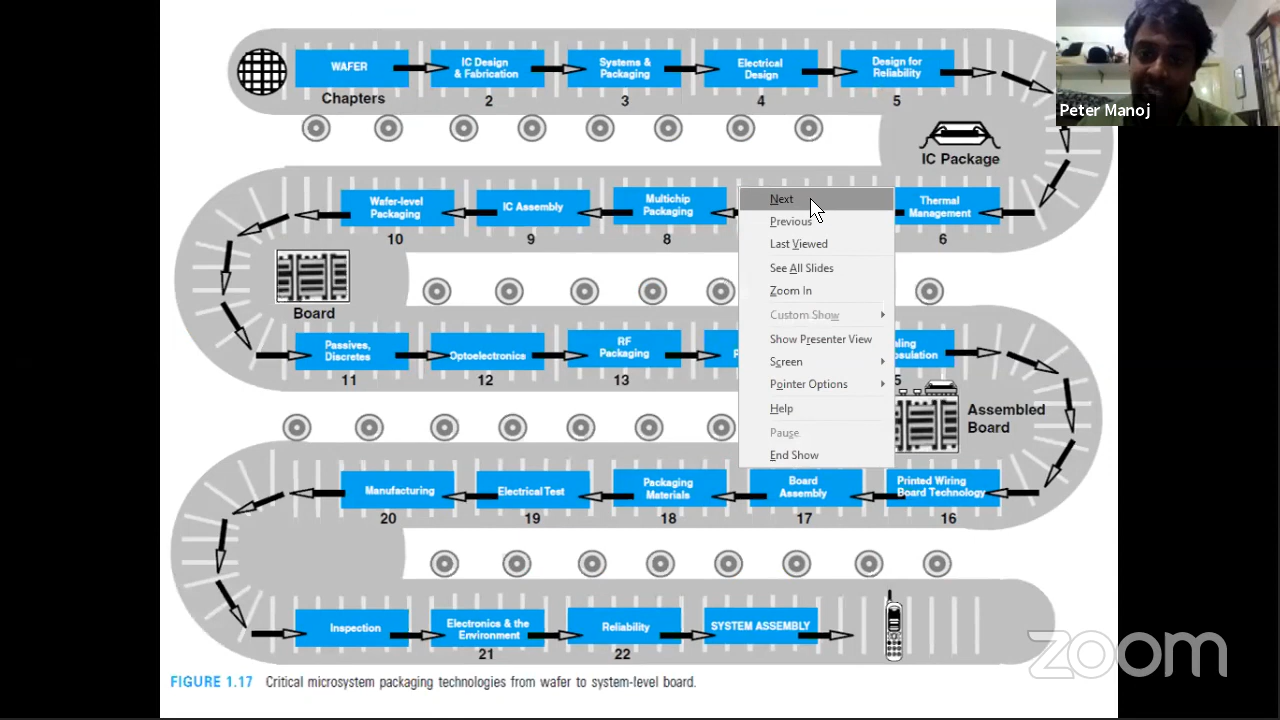 WAFER
IC Design
& Fabrication
Systems &
Packaging
Electrical
Design
Design for
Reliability
Chapters
2
3
4
5
Peter Manoj
IC Package
Wafer-level
Packaging
IC Assembly
Multichip
Packaging
Thermal
Management
10
9
8
6
Next
Previous
Last Viewed
See All Slides
Zoom In
Custom Show
Show Presenter View
Screen
Pointer Options
Help
Pause
End Show
Board
Passives,
Discretes
Optoelectronics
RF
Packaging
11
12
13
Assembled
Board
Manufacturing
Electrical Test
Packaging
Materials
Board
Assembly
Printed Wiring
Board Technology
20
19
18
17
16
Inspection
Electronics & the
Environment
Reliability
SYSTEM ASSEMBLY
21
22
zoom
FIGURE 1.17 Critical microsystem packaging technologies from wafer to system-level board.